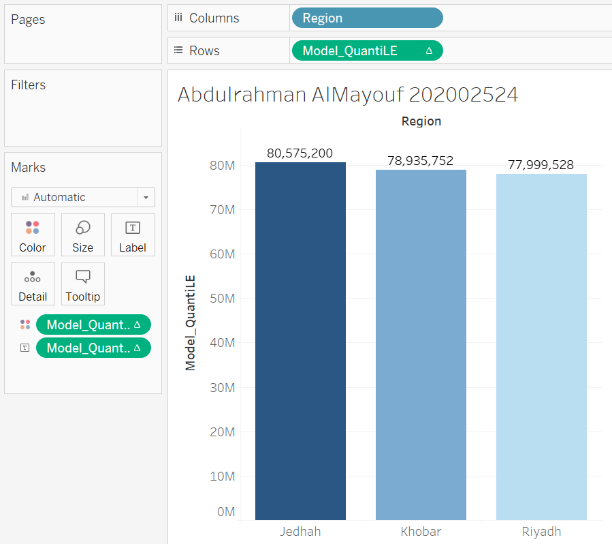 Pages
Columns
Region
Rows
Model_QuantiLE Δ
Filters
Marks
Automatic
Color
Size
Label
Detail
Tooltip
Model_Quant.. Δ
Model_Quant.. Δ
Abdulrahman AlMayouf 202002524
Region
80,575,200
78,935,752
77,999,528
80M
70M
60M
50M
40M
30M
20M
10M
0M
Model_QuantiLE
Jedhah
Khobar
Riyadh